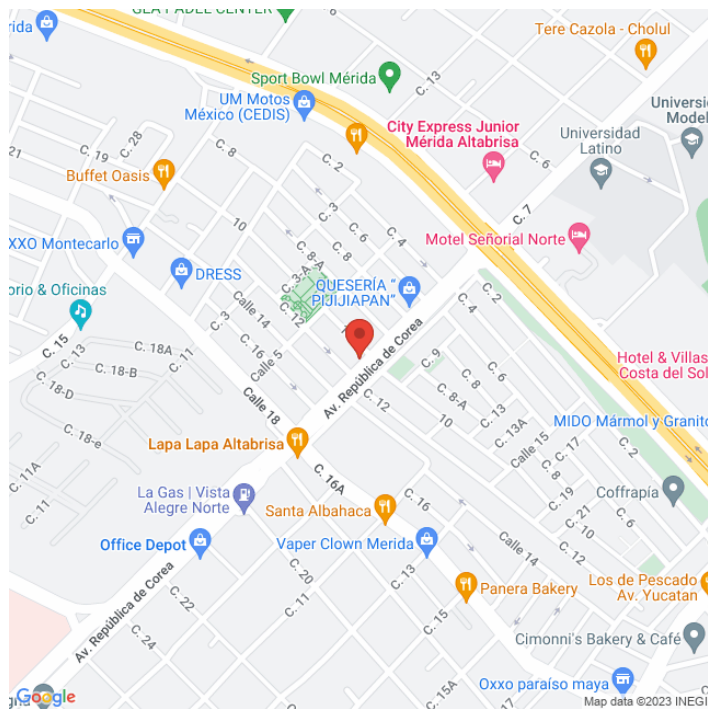 GLA PADEL CENTER
Tere Cazola - Cholul
Sport Bowl Mérida
C. 13
UM Motos
México (CEDIS)
City Express Junior
Mérida Altabrisa
C. 6
Universidad
Latino
C. 28
C. 19
C. 8
C. 2
21
Buffet Oasis
10
C. 3
C. 6
C. 4
C. 7
C. 8
C. 8-A
C. 3-A
Motel Señorial Norte
OXXO Montecarlo
DRESS
QUESERÍA “
PIJIJIAPAN”
C. 4
C. 2
Calle 14
C. 12
C. 3
C. 15
C. 13
C. 18A
C. 11
C. 16
Calle 5
Av. República de Corea
C. 9
C. 6
C. 18-B
C. 18-D
C. 8
C. 8-A
Hotel & Villas
Costa del Sol
Calle 18
C. 12
10
C. 13
C. 13A
MIDO Mármol y Granito
C. 18-e
Lapa Lapa Altabrisa
Calle 15
C. 17
C. 2
C. 11A
C. 11
C. 16A
C. 16
C. 8
C. 19
Coffrapía
La Gas | Vista
Alegre Norte
Santa Albahaca
C. 21
10
C. 6
Office Depot
Vaper Clown Merida
Calle 14
C. 12
C. 20
C. 13
C. 11
Panera Bakery
Los de Pescado
Av. Yucatan
Av. República de Corea
C. 22
C. 15
C. 24
Cimonni's Bakery & Café
C. 15A
Oxxo paraíso maya
Google
Map data ©2023 INEGI